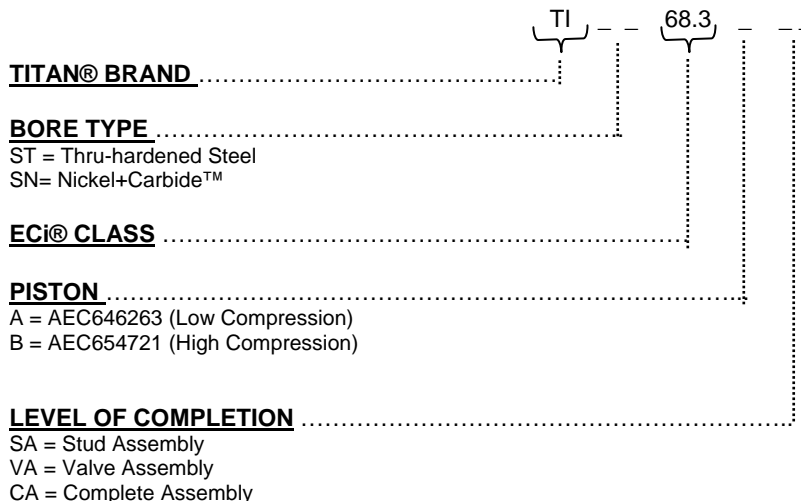 TI _ _ 68.3 _ _ _
TITAN® BRAND ................................................
BORE TYPE ................................................
ST = Thru-hardened Steel
SN= Nickel+Carbide™
ECi® CLASS ................................................
PISTON ................................................
A = AEC646263 (Low Compression)
B = AEC654721 (High Compression)
LEVEL OF COMPLETION ................................................
SA = Stud Assembly
VA = Valve Assembly
CA = Complete Assembly